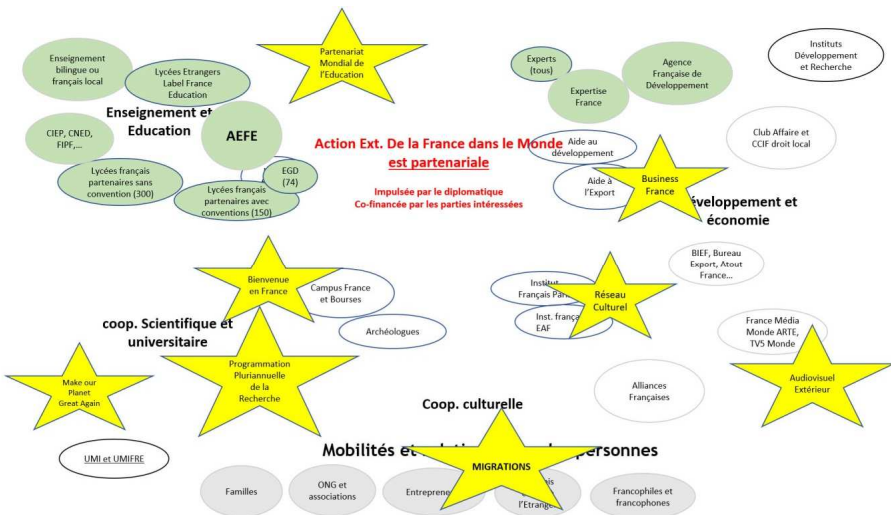 Enseignement
bilingue ou
français local
Lycées Etrangers
Label France
Education
Partenariat
Mondial de
l'Education
Experts
(tous)
Expertise
France
Agence
Française de
Développement
Instituts
Développement
et Recherche
Enseignement et
Education
CIEP, CNED,
FIPF,...
AEFE
EGD
(74)
Lycées français
partenaires sans
convention (300)
Lycées français
partenaires avec
conventions (150)
Action Ext. De la France dans le Monde
est partenariale
Impulsée par le diplomatique
Co-financée par les parties intéressées
Aide au
développement
Aide à
l'Export
Business
France
Club Affaire et
CCIF droit local
éveloppement et
économie
BIEF, Bureau
Export, Atout
France…
Bienvenue
en France
Campus France
et Bourses
Archéologues
coop. Scientifique et
universitaire
Institut
Français Par
Inst. frança
EAF
Réseau
Culturel
France Média
Monde ARTE,
TV5 Monde
Audiovisuel
Extérieur
Make our
Planet
Great Again
Programmation
Pluriannuelle
de la
Recherche
Alliances
Françaises
Coop. culturelle
UMI et UMIFRE
Mobilités et personnes
MIGRATIONS
Familles
ONG et
associations
Entreprene
l'Etranger
Francophiles et
francophones